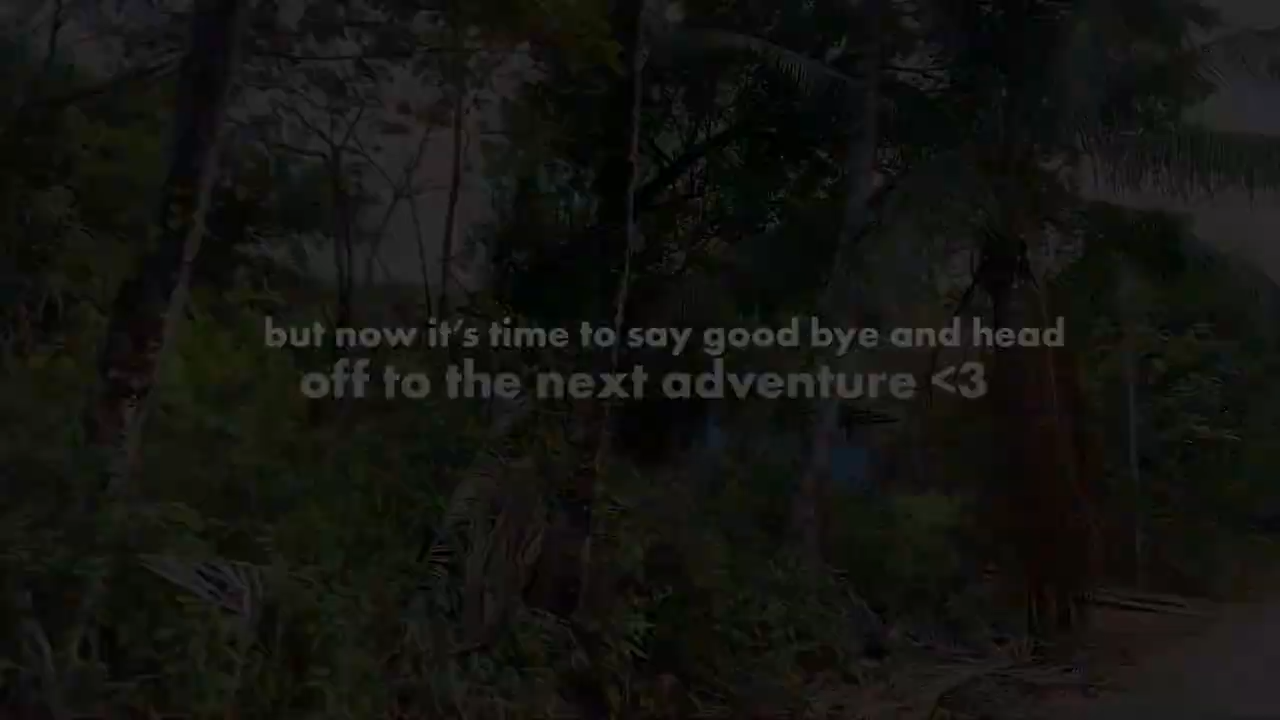 but now it's time to say good bye and head
off to the next adventure <3